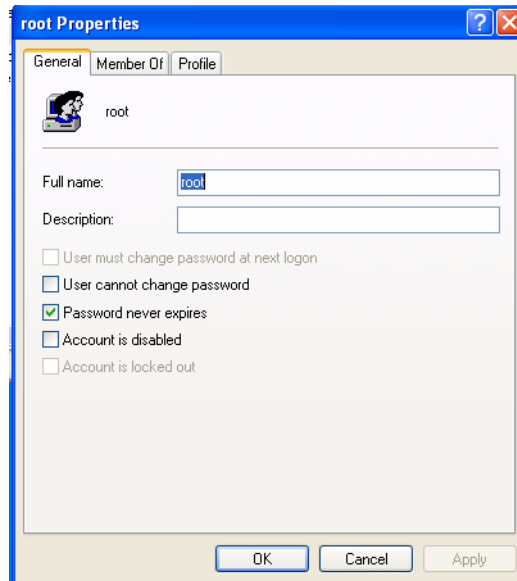 root Properties
General
Member Of
Profile
root
Full name:
root
Description:
User must change password at next logon
User cannot change password
Password never expires
Account is disabled
Account is locked out
OK
Cancel
Apply